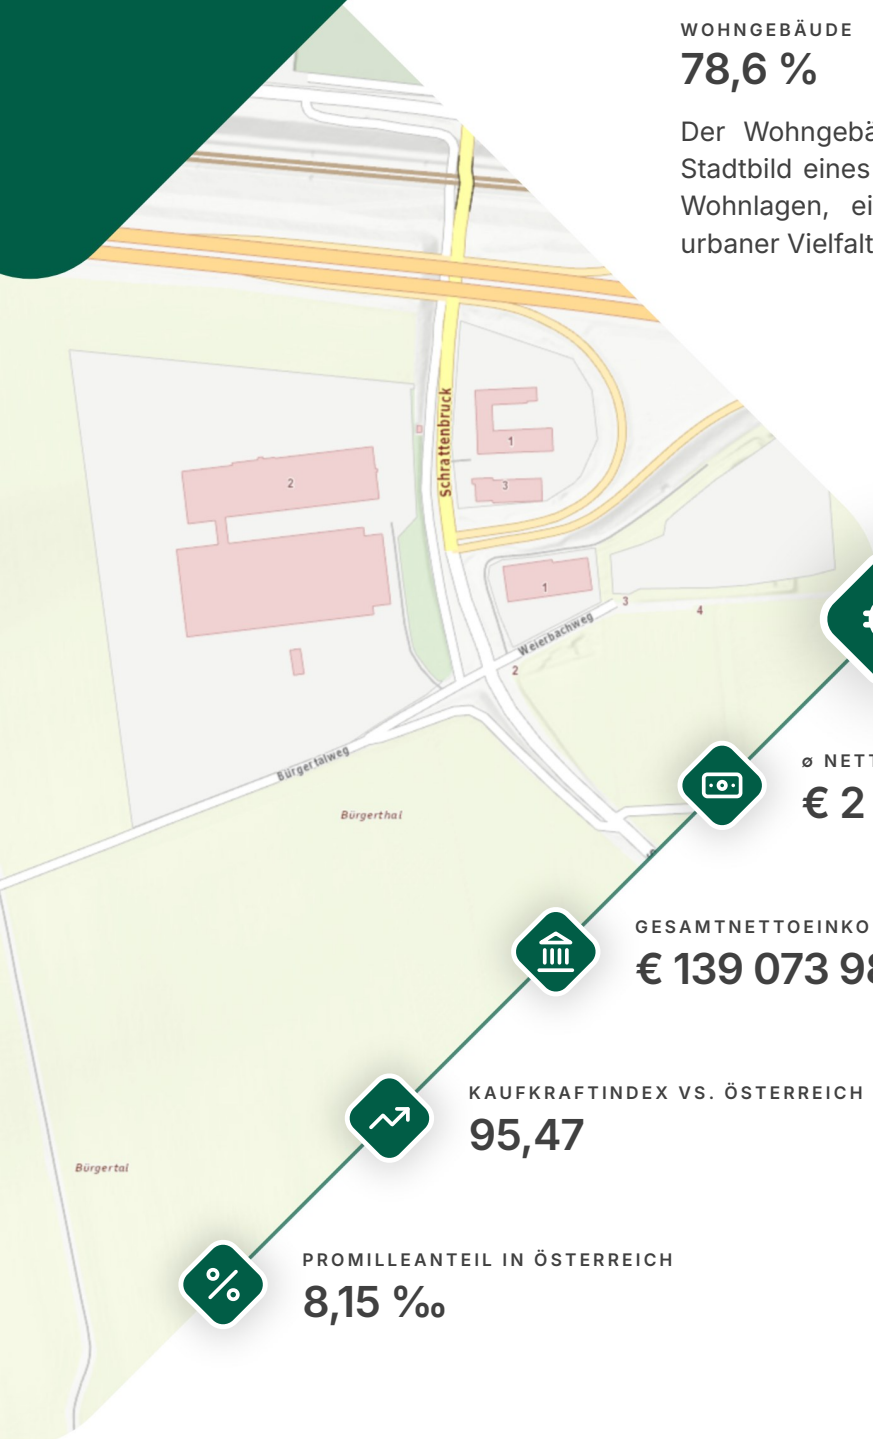 WOHNGEBÄUDE
78,6 %
Der Wohngebä
Stadtbild eines
Wohnlagen, ei
urbaner Vielfalt
Schrattenbruck
1
2
3
1
3
4
Weierbachweg
2
Bürgertalweg
Bürgerthal
ø NETT
€ 2
GESAMTNETTOEINKO
€ 139 073 98
KAUFKRAFTINDEX VS. ÖSTERREICH
95,47
Bürgertal
PROMILLEANTEIL IN ÖSTERREICH
8,15 ‰